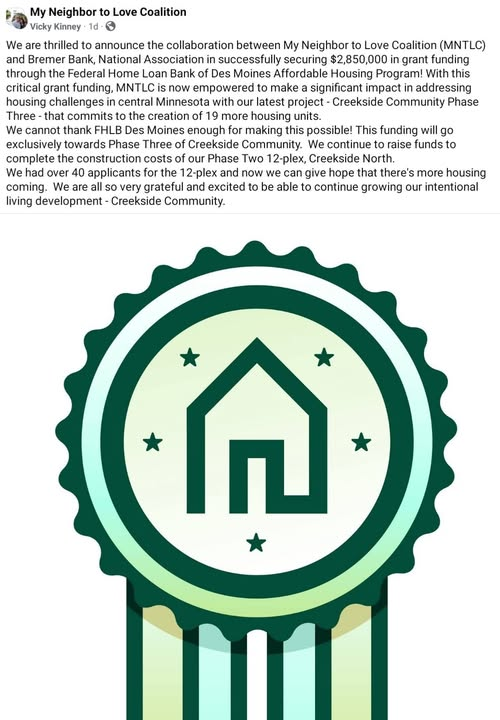 My Neighbor to Love Coalition
Vicky Kinney · 1d ·
We are thrilled to announce the collaboration between My Neighbor to Love Coalition (MNTLC)
and Bremer Bank, National Association in successfully securing $2,850,000 in grant funding
through the Federal Home Loan Bank of Des Moines Affordable Housing Program! With this
critical grant funding, MNTLC is now empowered to make a significant impact in addressing
housing challenges in central Minnesota with our latest project - Creekside Community Phase
Three - that commits to the creation of 19 more housing units.
We cannot thank FHLB Des Moines enough for making this possible! This funding will go
exclusively towards Phase Three of Creekside Community.  We continue to raise funds to
complete the construction costs of our Phase Two 12-plex, Creekside North.
We had over 40 applicants for the 12-plex and now we can give hope that there's more housing
coming.  We are all so very grateful and excited to be able to continue growing our intentional
living development - Creekside Community.